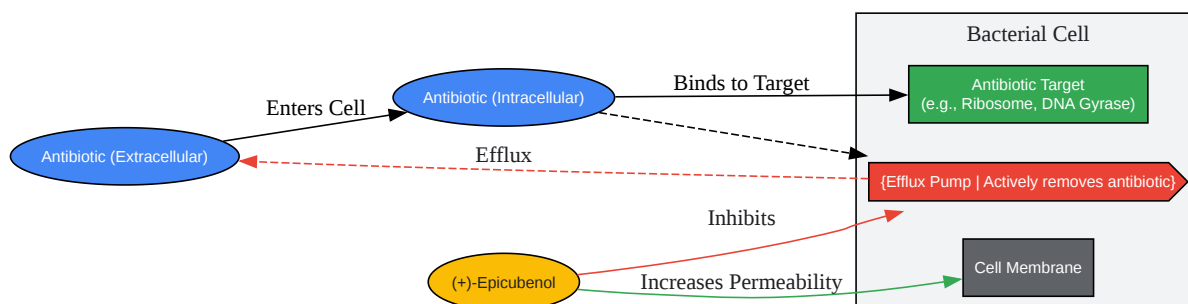 Bacterial Cell
Antibiotic Target
(e.g., Ribosome, DNA Gyrase)
Binds to Target
Antibiotic (Intracellular)
Enters Cell
Antibiotic (Extracellular)
Efflux
{Efflux Pump | Actively removes antibiotic}
Inhibits
(+)-Epicubenol
Increases Permeability
Cell Membrane